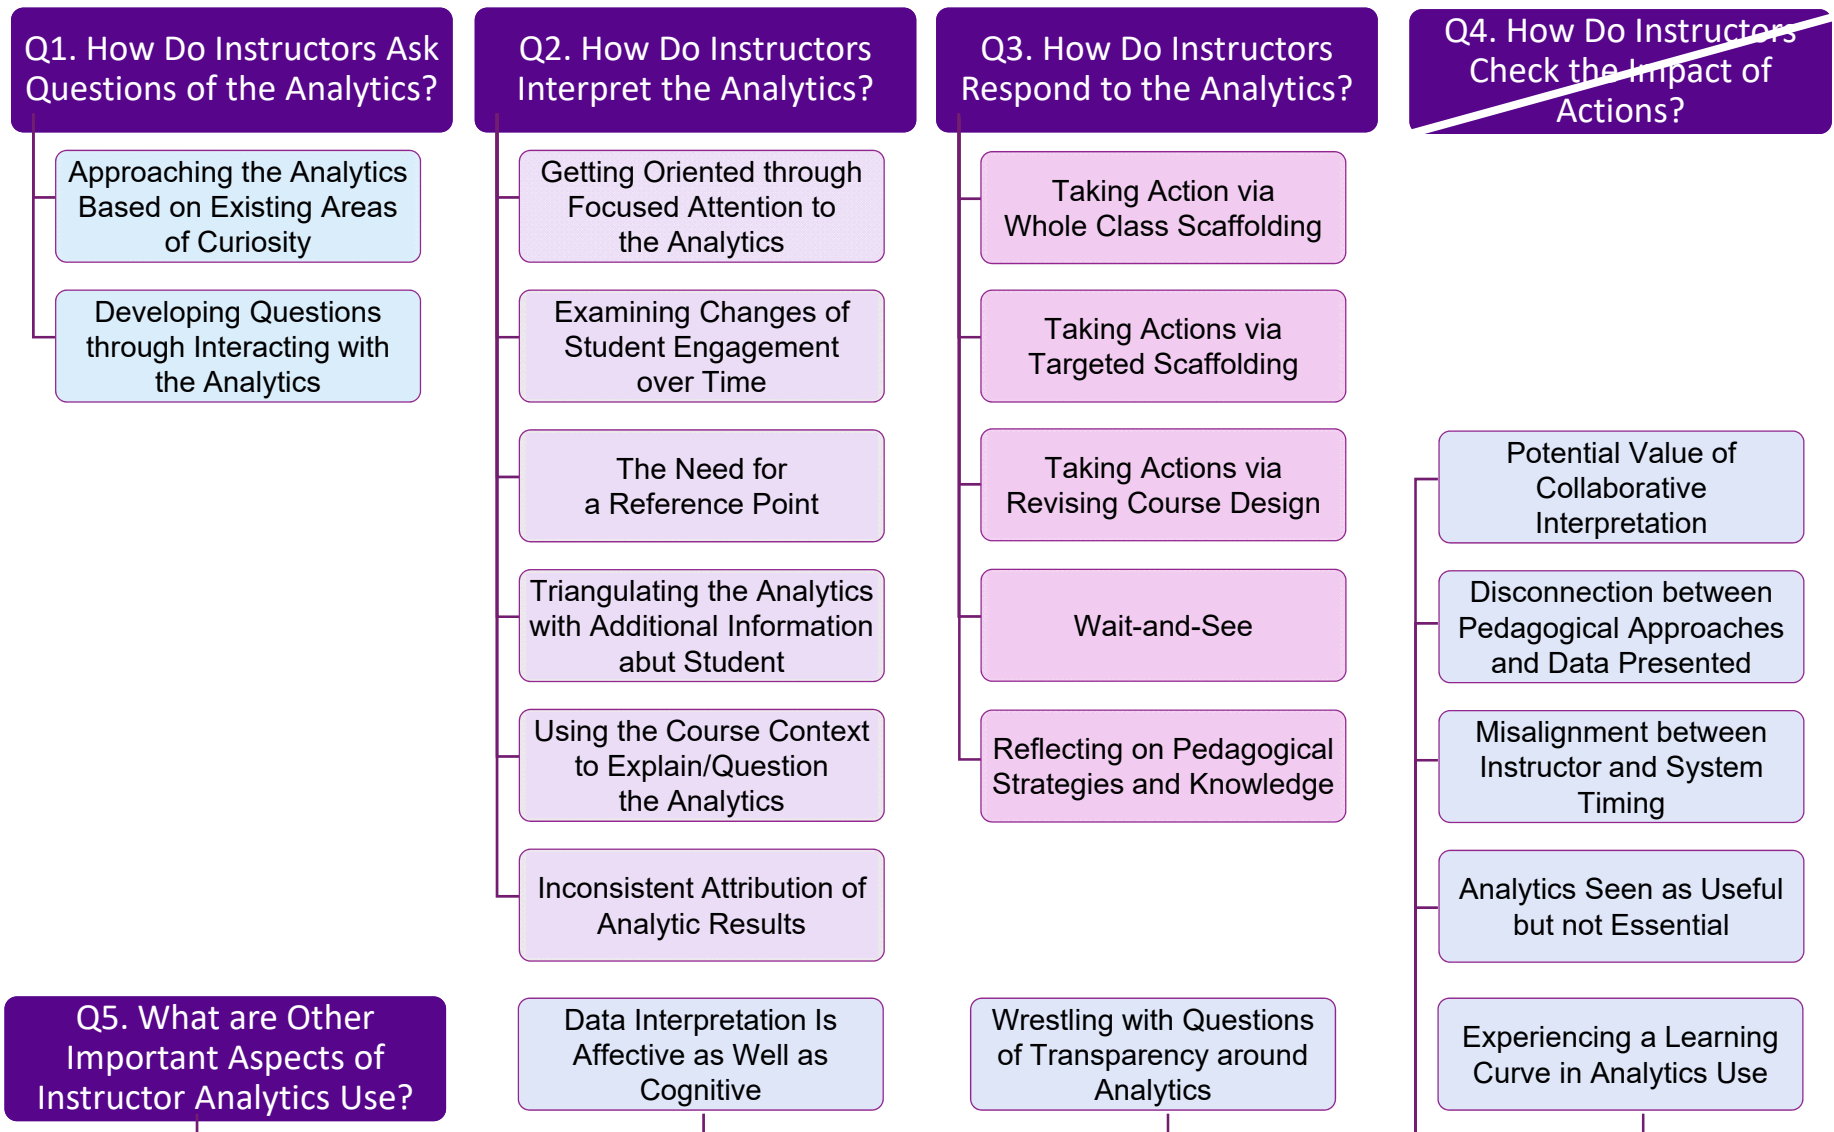 Q1. How Do Instructors Ask
Questions of the Analytics?
Approaching the Analytics
Based on Existing Areas
of Curiosity
Developing Questions
through Interacting with
the Analytics
Q2. How Do Instructors
Interpret the Analytics?
Getting Oriented through
Focused Attention to
the Analytics
Examining Changes of
Student Engagement
over Time
The Need for
a Reference Point
Triangulating the Analytics
with Additional Information
abut Student
Using the Course Context
to Explain/Question
the Analytics
Inconsistent Attribution of
Analytic Results
Q3. How Do Instructors
Respond to the Analytics?
Taking Action via
Whole Class Scaffolding
Taking Actions via
Targeted Scaffolding
Taking Actions via
Revising Course Design
Wait-and-See
Reflecting on Pedagogical
Strategies and Knowledge
Q4. How Do Instructors
Check the Impact of
Actions?
Potential Value of
Collaborative
Interpretation
Disconnection between
Pedagogical Approaches
and Data Presented
Misalignment between
Instructor and System
Timing
Analytics Seen as Useful
but not Essential
Q5. What are Other
Important Aspects of
Instructor Analytics Use?
Data Interpretation Is
Affective as Well as
Cognitive
Wrestling with Questions
of Transparency around
Analytics
Experiencing a Learning
Curve in Analytics Use